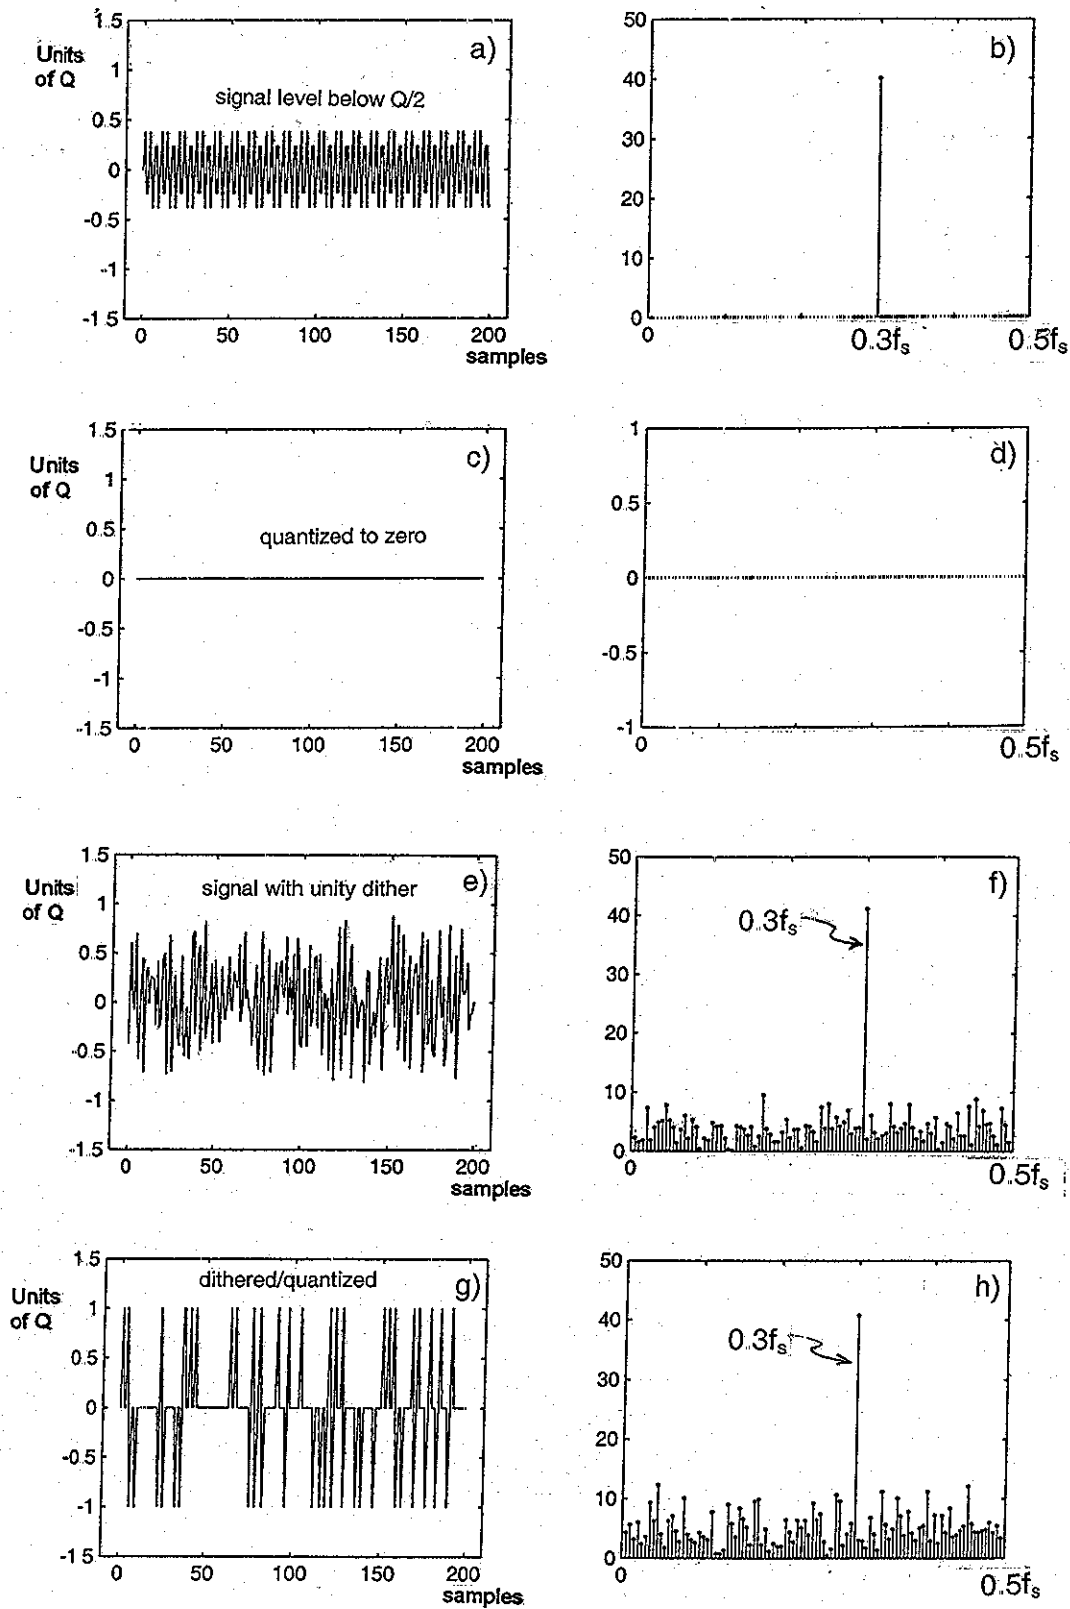 1.5
Units
of Q
a)
1
signal level below Q/2
0.5
0
-0.5
-1
-1.5
0 50 100 150 200
samples
50
b)
40
30
20
10
0
0 0.3fs 0.5fs
1.5
Units
of Q
c)
1
0.5
quantized to zero
0
-0.5
-1
-1.5
0 50 100 150 200
samples
1
d)
0.5
0
-0.5
-1
0 0.5fs
1.5
Units
of Q
e)
signal with unity dither
1
0.5
0
-0.5
-1
-1.5
0 50 100 150 200
samples
50
f)
40
0.3fs
30
20
10
0
0 0.5fs
1.5
Units
of Q
g)
dithered/quantized
1
0.5
0
-0.5
-1
-1.5
0 50 100 150 200
samples
50
h)
40
0.3fs
30
20
10
0
0 0.5fs